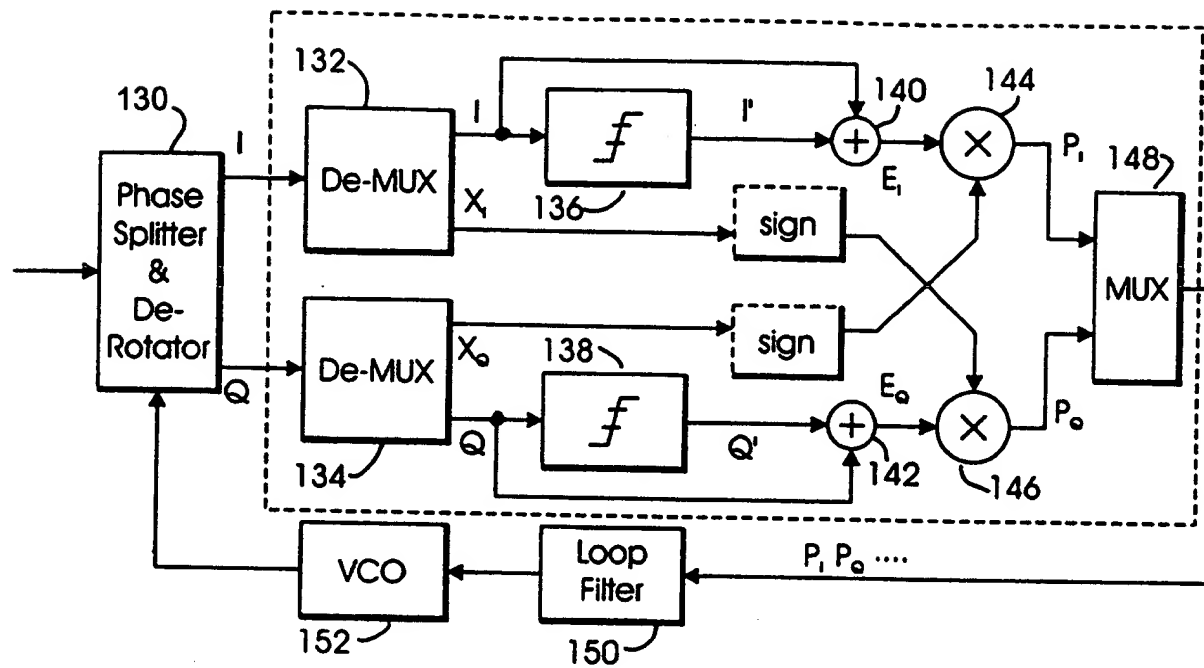 130
Phase
Splitter
&
De-
Rotator
I
Q
132
De-MUX
I
X_I
136
I'
140
E_I
144
P_I
148
sign
sign
MUX
134
De-MUX
X_Q
Q
138
Q'
142
E_Q
146
P_Q
VCO
152
Loop
Filter
150
P_I P_Q ....